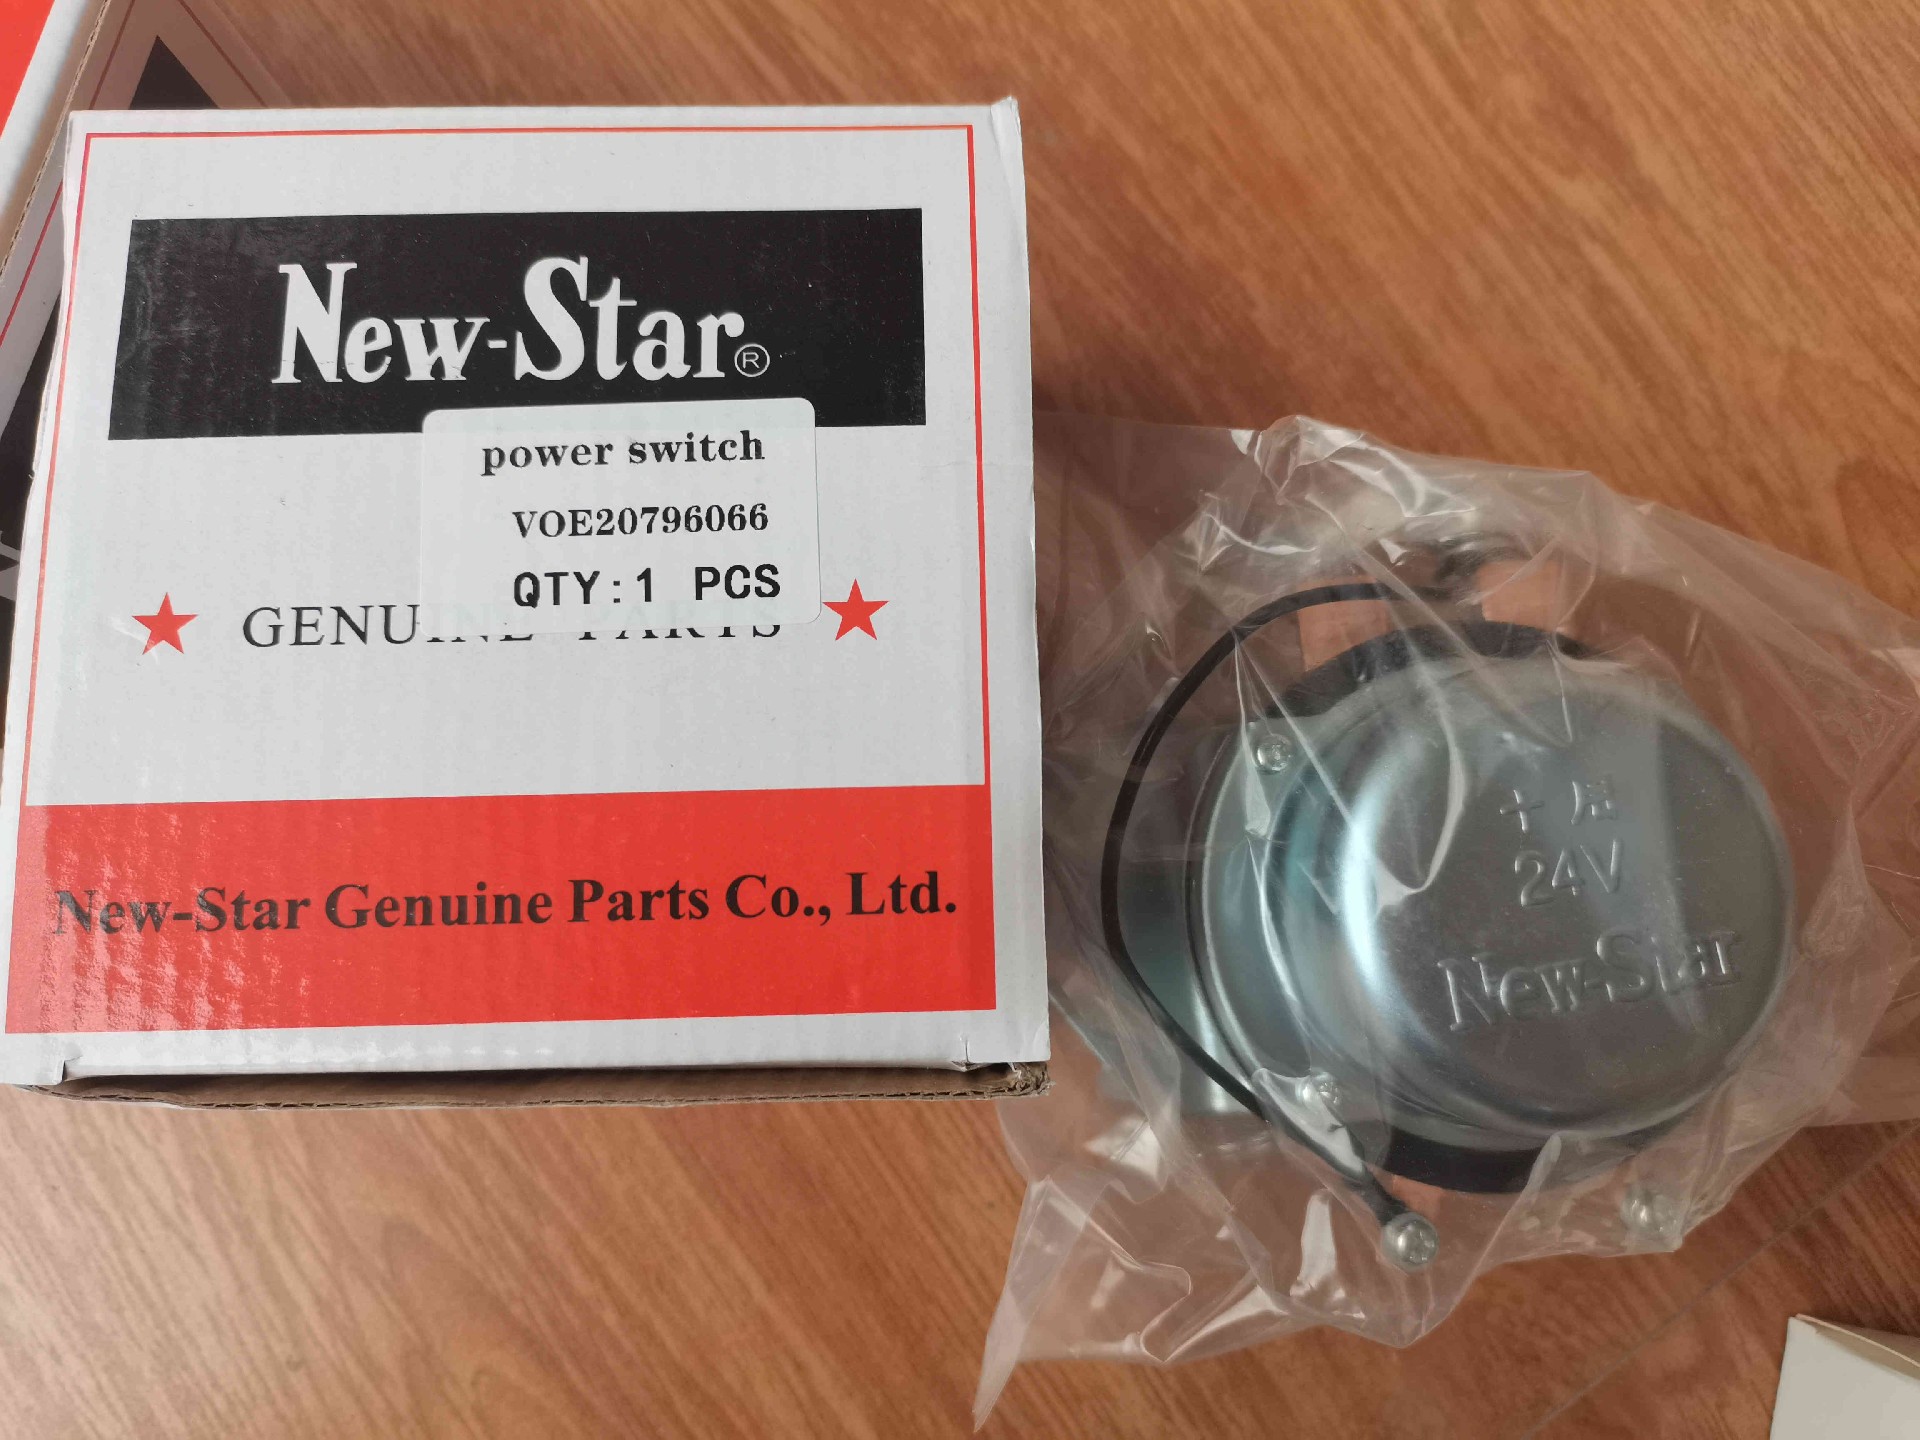 New-Star®
power switch
VOE20796066
QTY:1 PCS
GENUINE PARTS
New-Star Genuine Parts Co., Ltd.
24V
New-Star